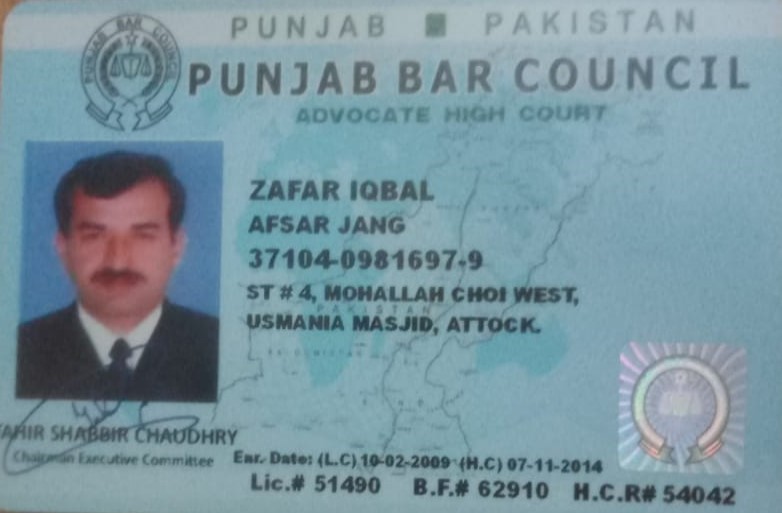 PUNJAB PAKISTAN
PUNJAB BAR COUNCIL
PUNJAB BAR COUNCIL
ADVOCATE HIGH COURT
ZAFAR IQBAL
AFSAR JANG
37104-0981697-9
ST # 4, MOHALLAH CHOI WEST,
PAKISTAN
USMANIA MASJID, ATTOCK.
AHIR SHABBIR CHAUDHRY
Chairman Executive Committee
Enr. Date: (L.C) 10-02-2009 (H.C) 07-11-2014
Lic.# 51490 B.F.# 62910 H.C.R# 54042